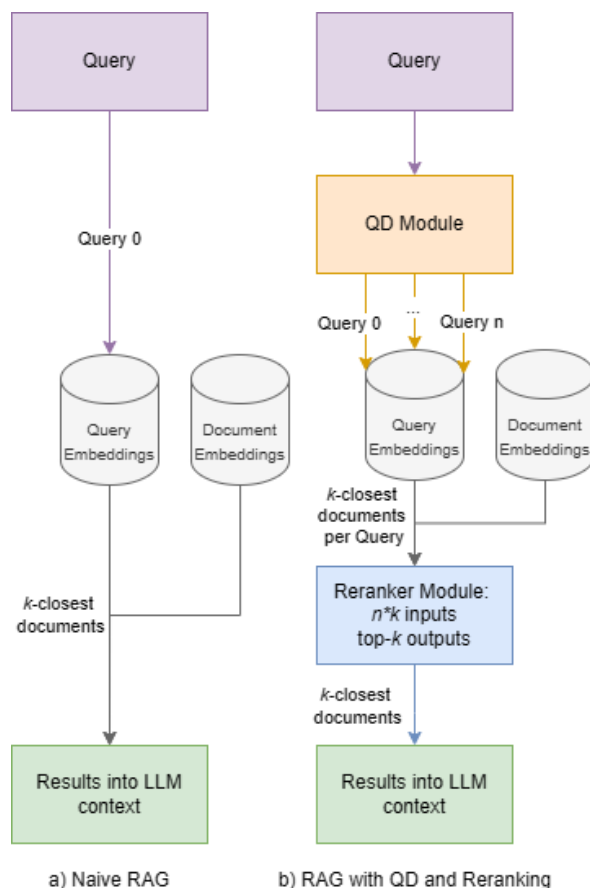 Query
Query 0
Query
Embeddings
Document
Embeddings
k-closest
documents
Results into LLM
context
a) Naive RAG
Query
QD Module
Query 0
...
Query n
Query
Embeddings
Document
Embeddings
k-closest
documents
per Query
Reranker Module:
n*k inputs
top-k outputs
k-closest
documents
Results into LLM
context
b) RAG with QD and Reranking